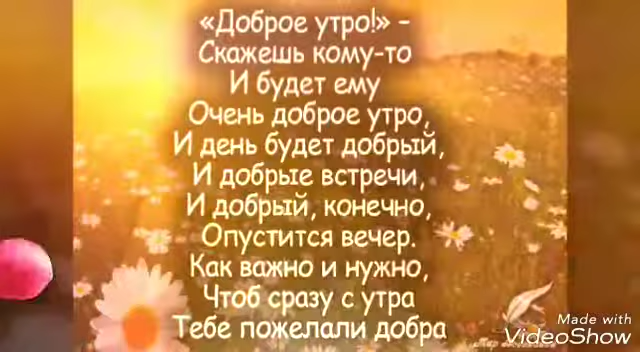 «Доброе утро!» –
Скажешь кому-то
И будет ему
Очень доброе утро,
И день будет добрый,
И добрые встречи,
И добрый, конечно,
Опустится вечер.
Как важно и нужно,
Чтоб сразу с утра
Тебе пожелали добра
Made with
VideoShow